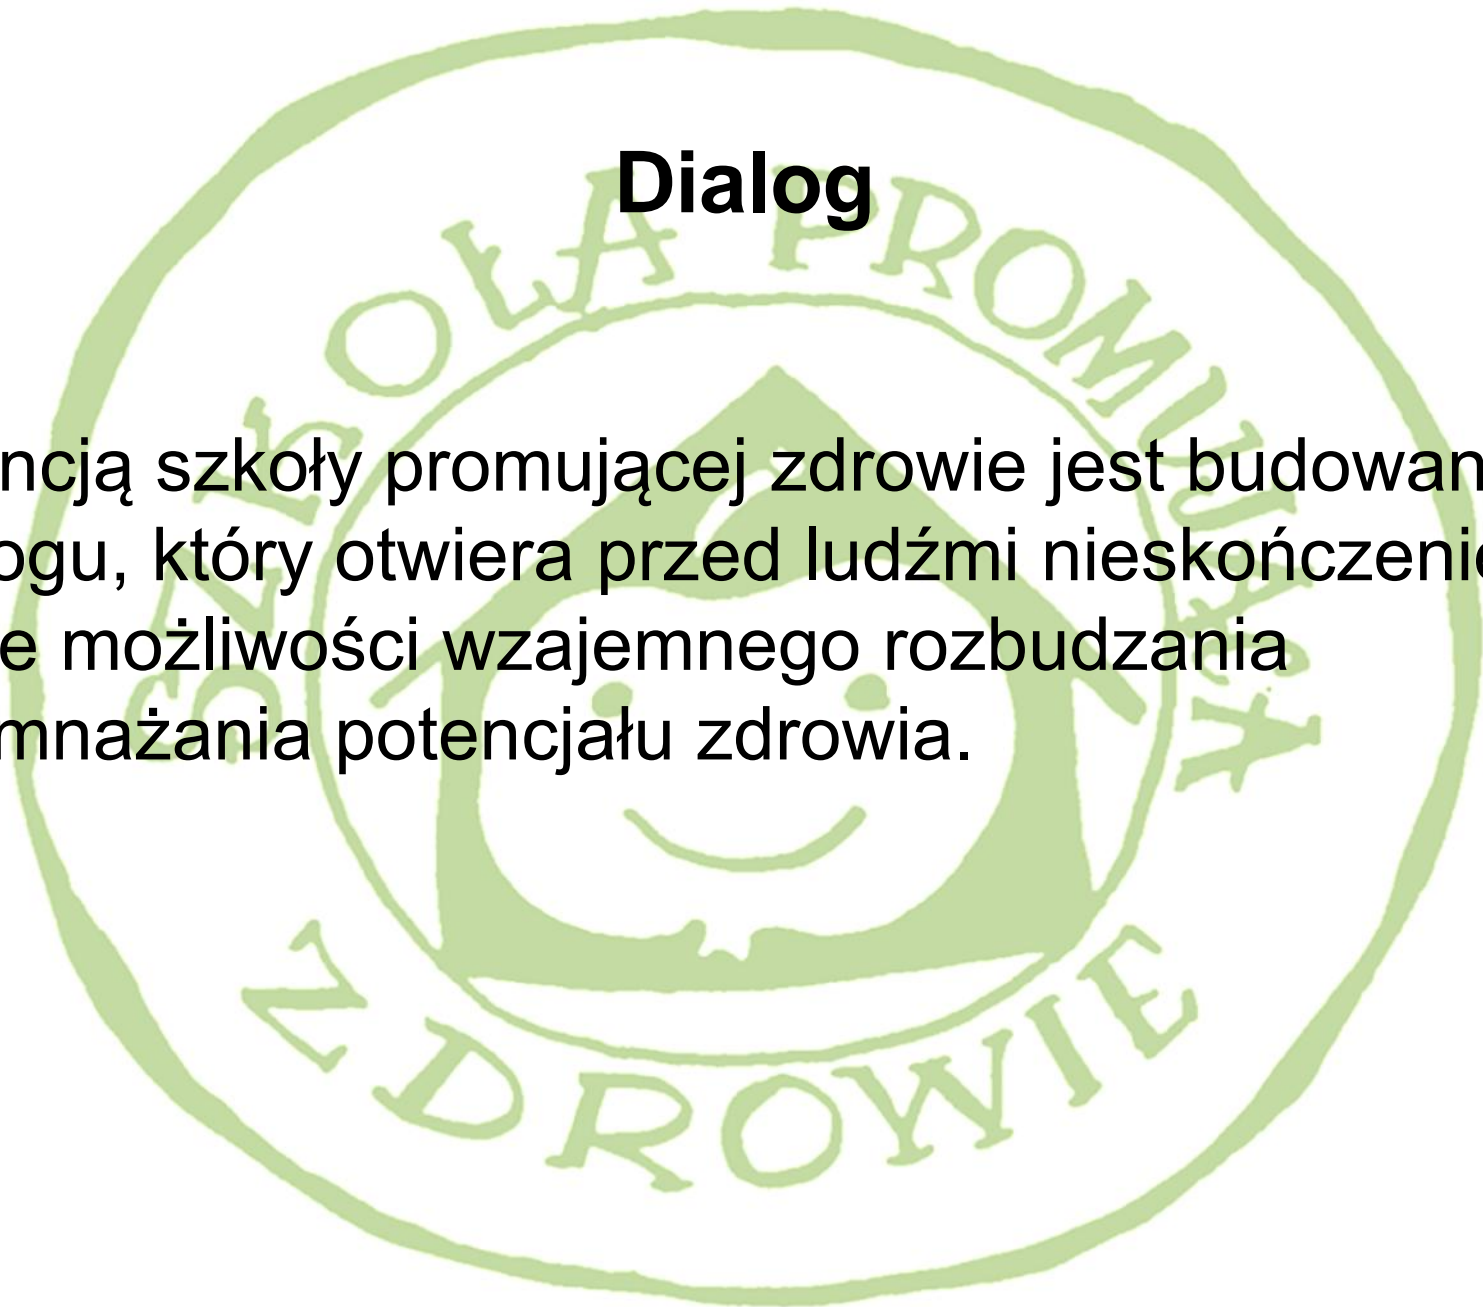 Dialog
ncją szkoły promującej zdrowie jest budowan
ogu, który otwiera przed ludźmi nieskończeni
e możliwości wzajemnego rozbudzania
mnażania potencjału zdrowia.
SZKOŁA PROMUJĄCA
ZDROWIE